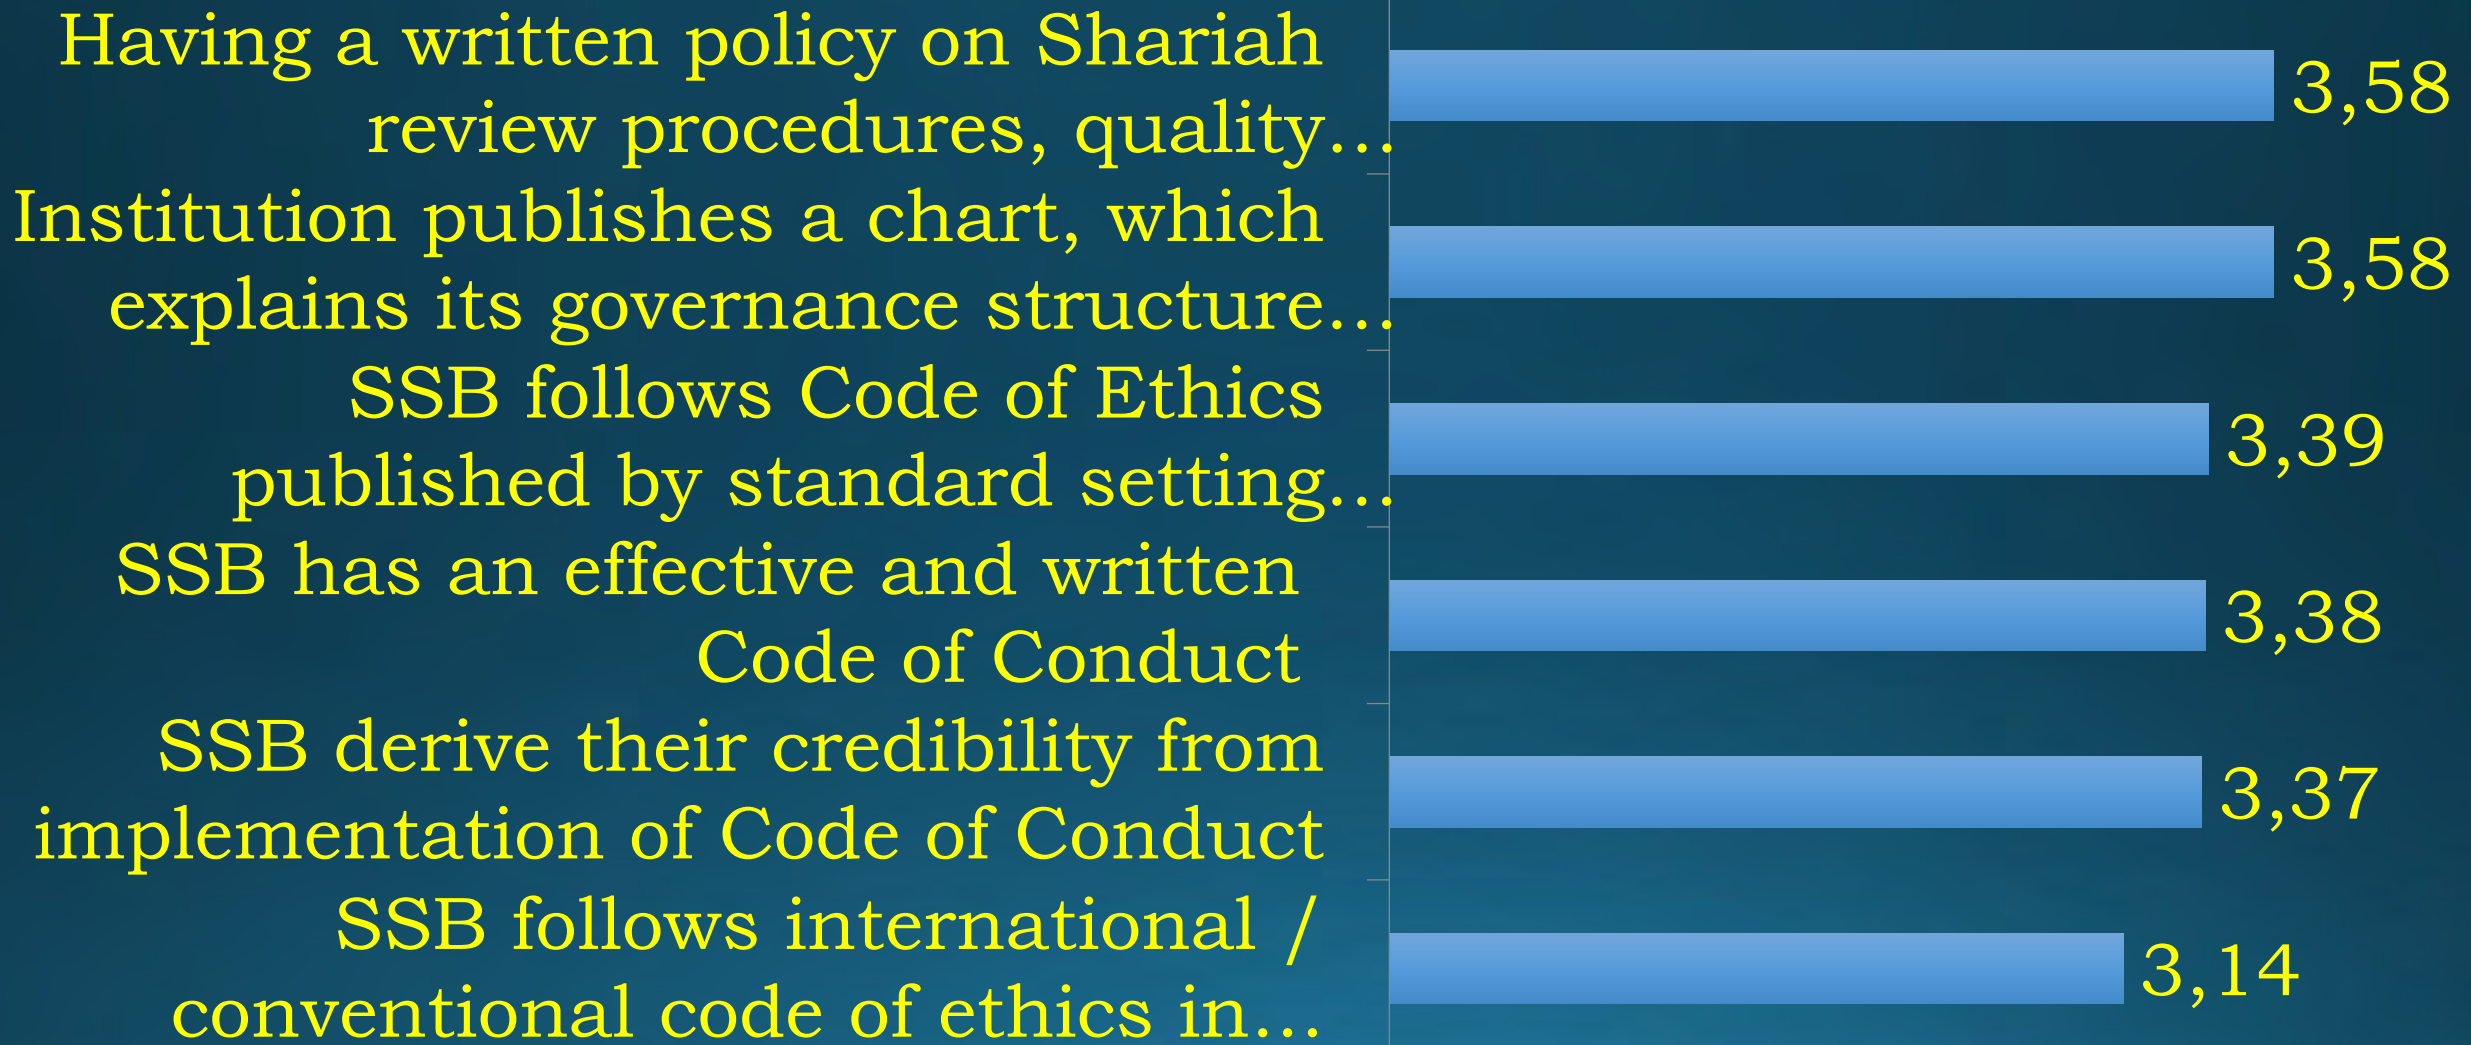 Having a written policy on Shariah
review procedures, quality...
3,58
Institution publishes a chart, which
explains its governance structure...
3,58
SSB follows Code of Ethics
published by standard setting...
3,39
SSB has an effective and written
Code of Conduct
3,38
SSB derive their credibility from
implementation of Code of Conduct
3,37
SSB follows international /
conventional code of ethics in...
3,14